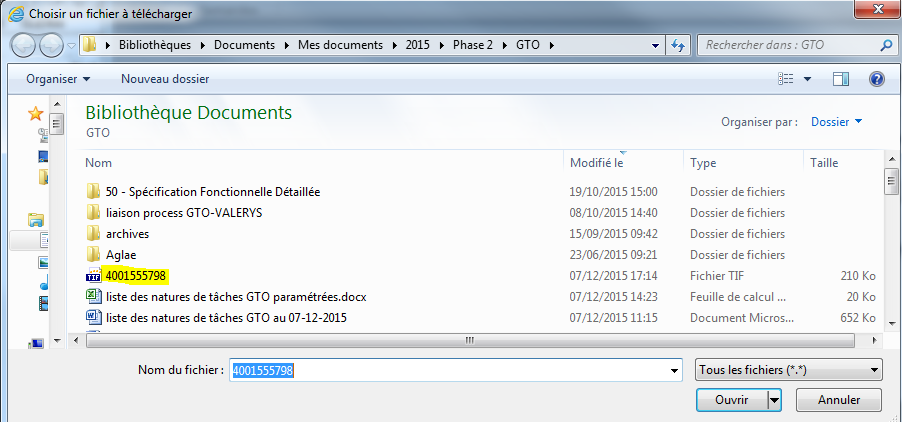 Choisir un fichier à télécharger
Bibliothèques Documents Mes documents 2015 Phase 2 GTO Rechercher dans : GTO
Organiser Nouveau dossier
Bibliothèque Documents
GTO Organiser par : Dossier
Nom Modifié le Type Taille
50 - Spécification Fonctionnelle Détaillée 19/10/2015 15:00 Dossier de fichiers
liaison process GTO-VALERYS 08/10/2015 14:40 Dossier de fichiers
archives 15/09/2015 09:42 Dossier de fichiers
Aglae 23/06/2015 09:21 Dossier de fichiers
TIF 4001555798 07/12/2015 17:14 Fichier TIF 210 Ko
liste des natures de tâches GTO paramétrées.docx 07/12/2015 14:23 Feuille de calcul ... 20 Ko
liste des natures de tâches GTO au 07-12-2015 07/12/2015 11:15 Document Micros... 652 Ko
Nom du fichier : 4001555798 Tous les fichiers (*.*)
Ouvrir Annuler